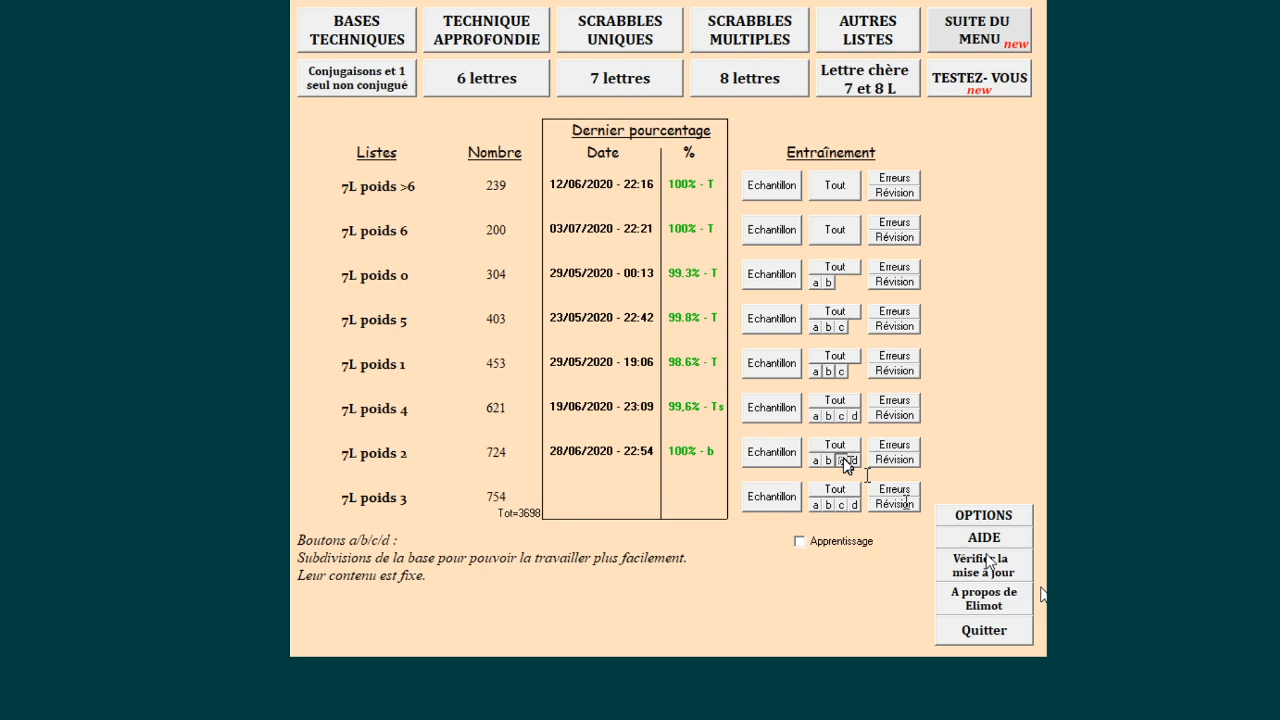 BASES TECHNIQUES
TECHNIQUE APPROFONDIE
SCRABBLES UNIQUES
SCRABBLES MULTIPLES
AUTRES LISTES
SUITE DU MENU new
Conjugaisons et 1 seul non conjugué
6 lettres
7 lettres
8 lettres
Lettre chère 7 et 8 L
TESTEZ- VOUS new
Dernier pourcentage
Listes Nombre Date % Entraînement
7L poids >6 239 12/06/2020 - 22:16 100% - T Echantillon Tout Erreurs Révision
7L poids 6 200 03/07/2020 - 22:21 100% - T Echantillon Tout Erreurs Révision
7L poids 0 304 29/05/2020 - 00:13 99.3% - T Echantillon Tout a b Erreurs Révision
7L poids 5 403 23/05/2020 - 22:42 99.8% - T Echantillon Tout a b c Erreurs Révision
7L poids 1 453 29/05/2020 - 19:06 98.6% - T Echantillon Tout a b c Erreurs Révision
7L poids 4 621 19/06/2020 - 23:09 99,6% - Ts Echantillon Tout a b c d Erreurs Révision
7L poids 2 724 28/06/2020 - 22:54 100% - b Echantillon Tout a b d Erreurs Révision
7L poids 3 754 Echantillon Tout a b c d Erreurs Révision
Tot=3698
Boutons a/b/c/d :
Subdivisions de la base pour pouvoir la travailler plus facilement.
Leur contenu est fixe.
Apprentissage
OPTIONS
AIDE
Vérifier la
mise à jour
A propos de
Elimot
Quitter